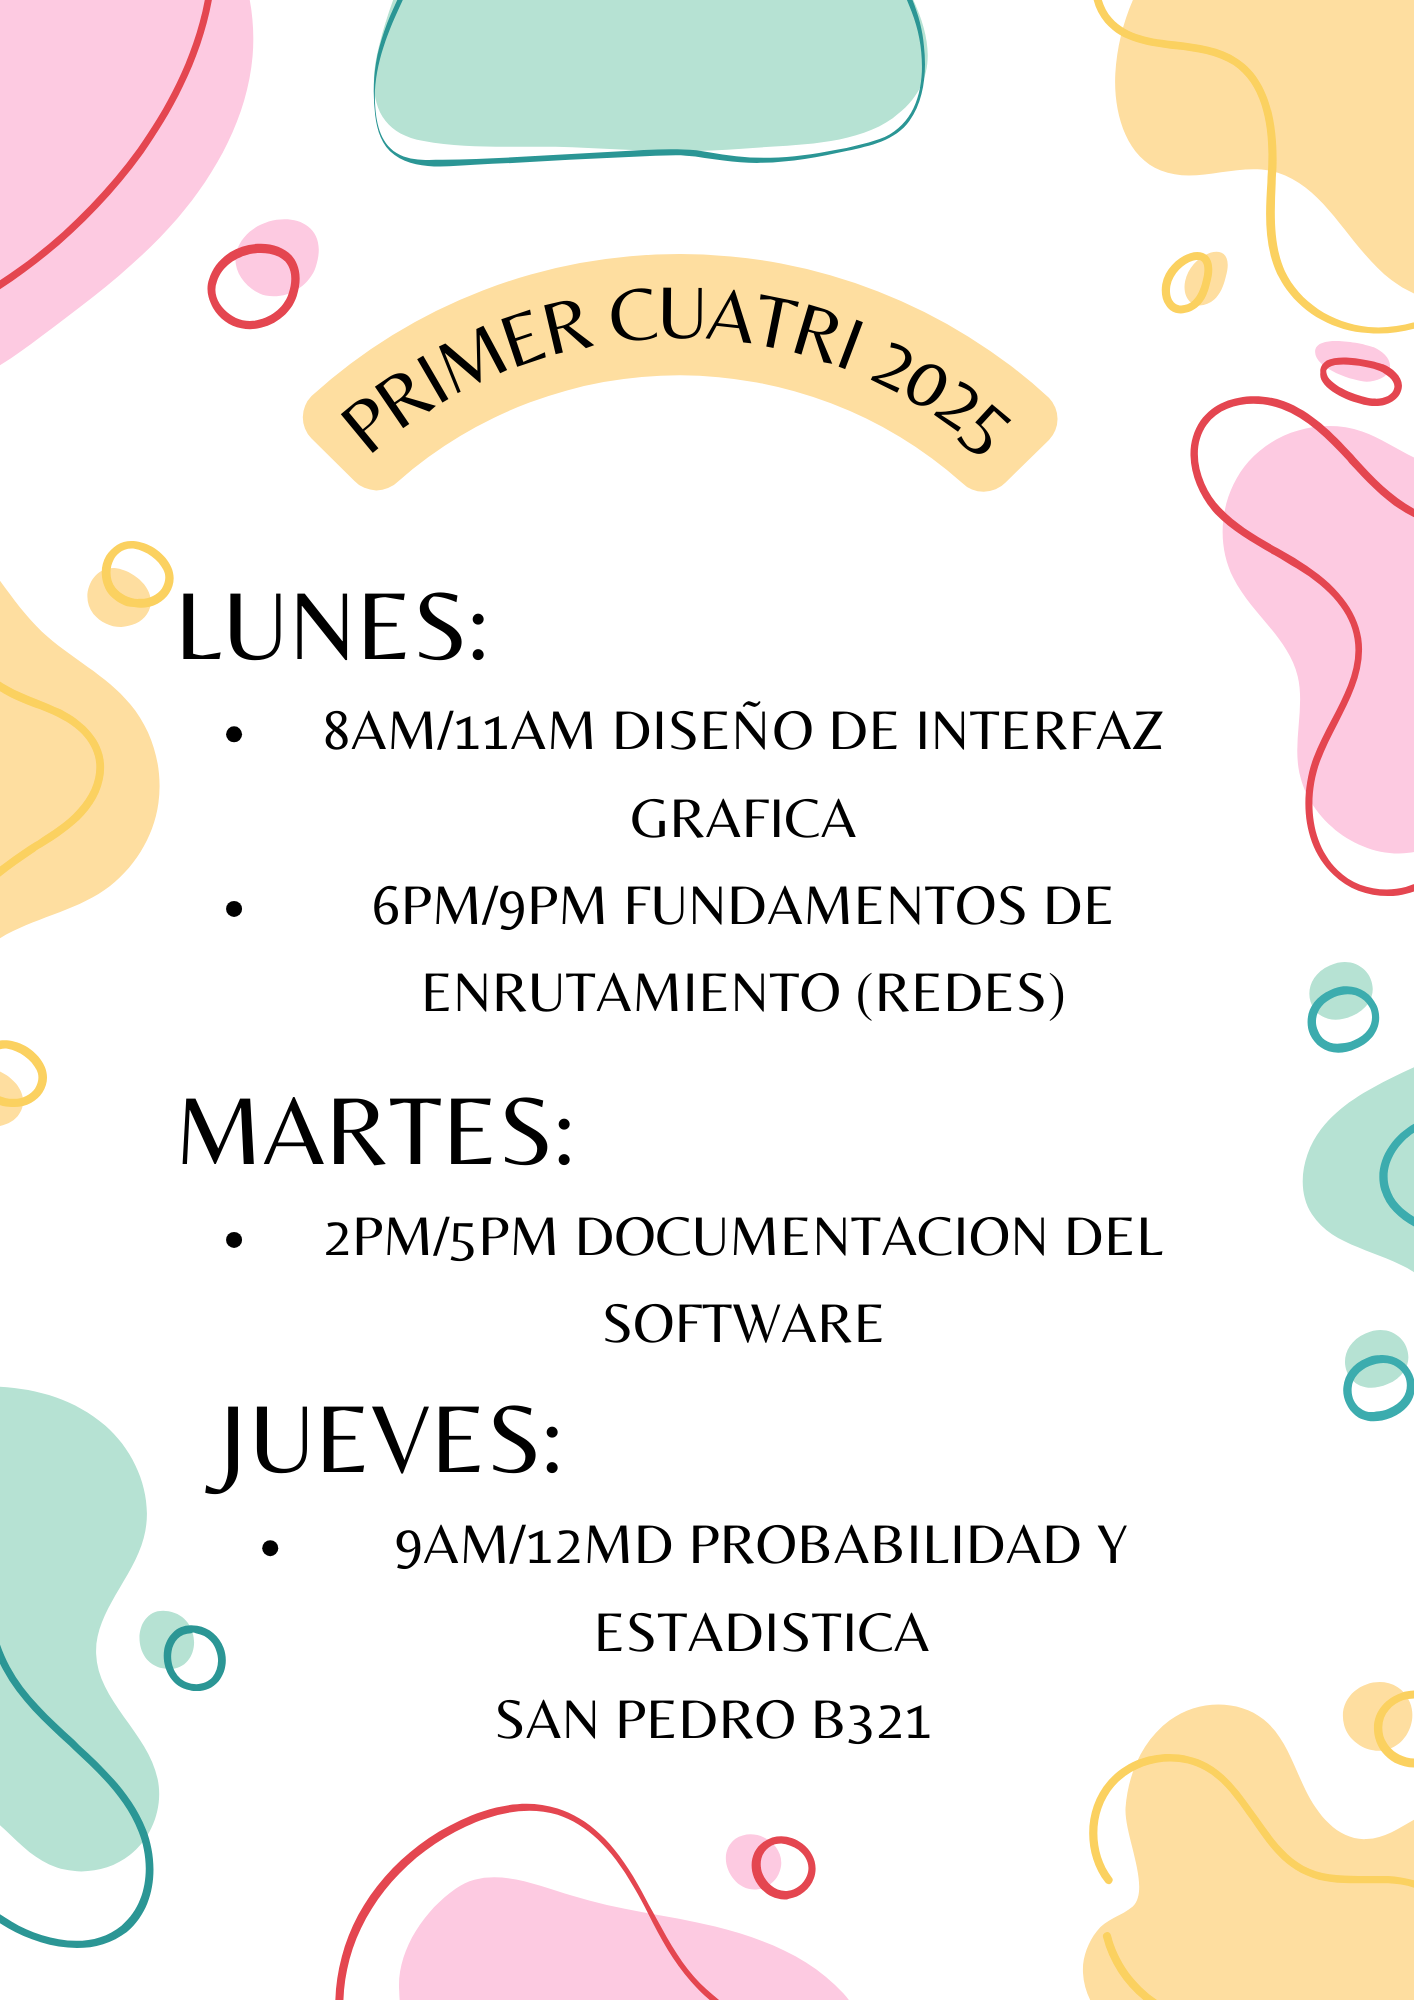 PRIMER CUATRI 2025
LUNES:
• 8AM/11AM DISEÑO DE INTERFAZ
GRAFICA
• 6PM/9PM FUNDAMENTOS DE
ENRUTAMIENTO (REDES)
MARTES:
• 2PM/5PM DOCUMENTACION DEL
SOFTWARE
JUEVES:
• 9AM/12MD PROBABILIDAD Y
ESTADISTICA
SAN PEDRO B321